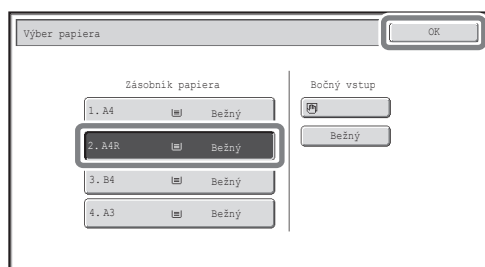 Výber papiera OK
Zásobník papiera Bočný vstup
1. A4 Bežný
2. A4R Bežný
Bežný
3. B4 Bežný
4. A3 Bežný